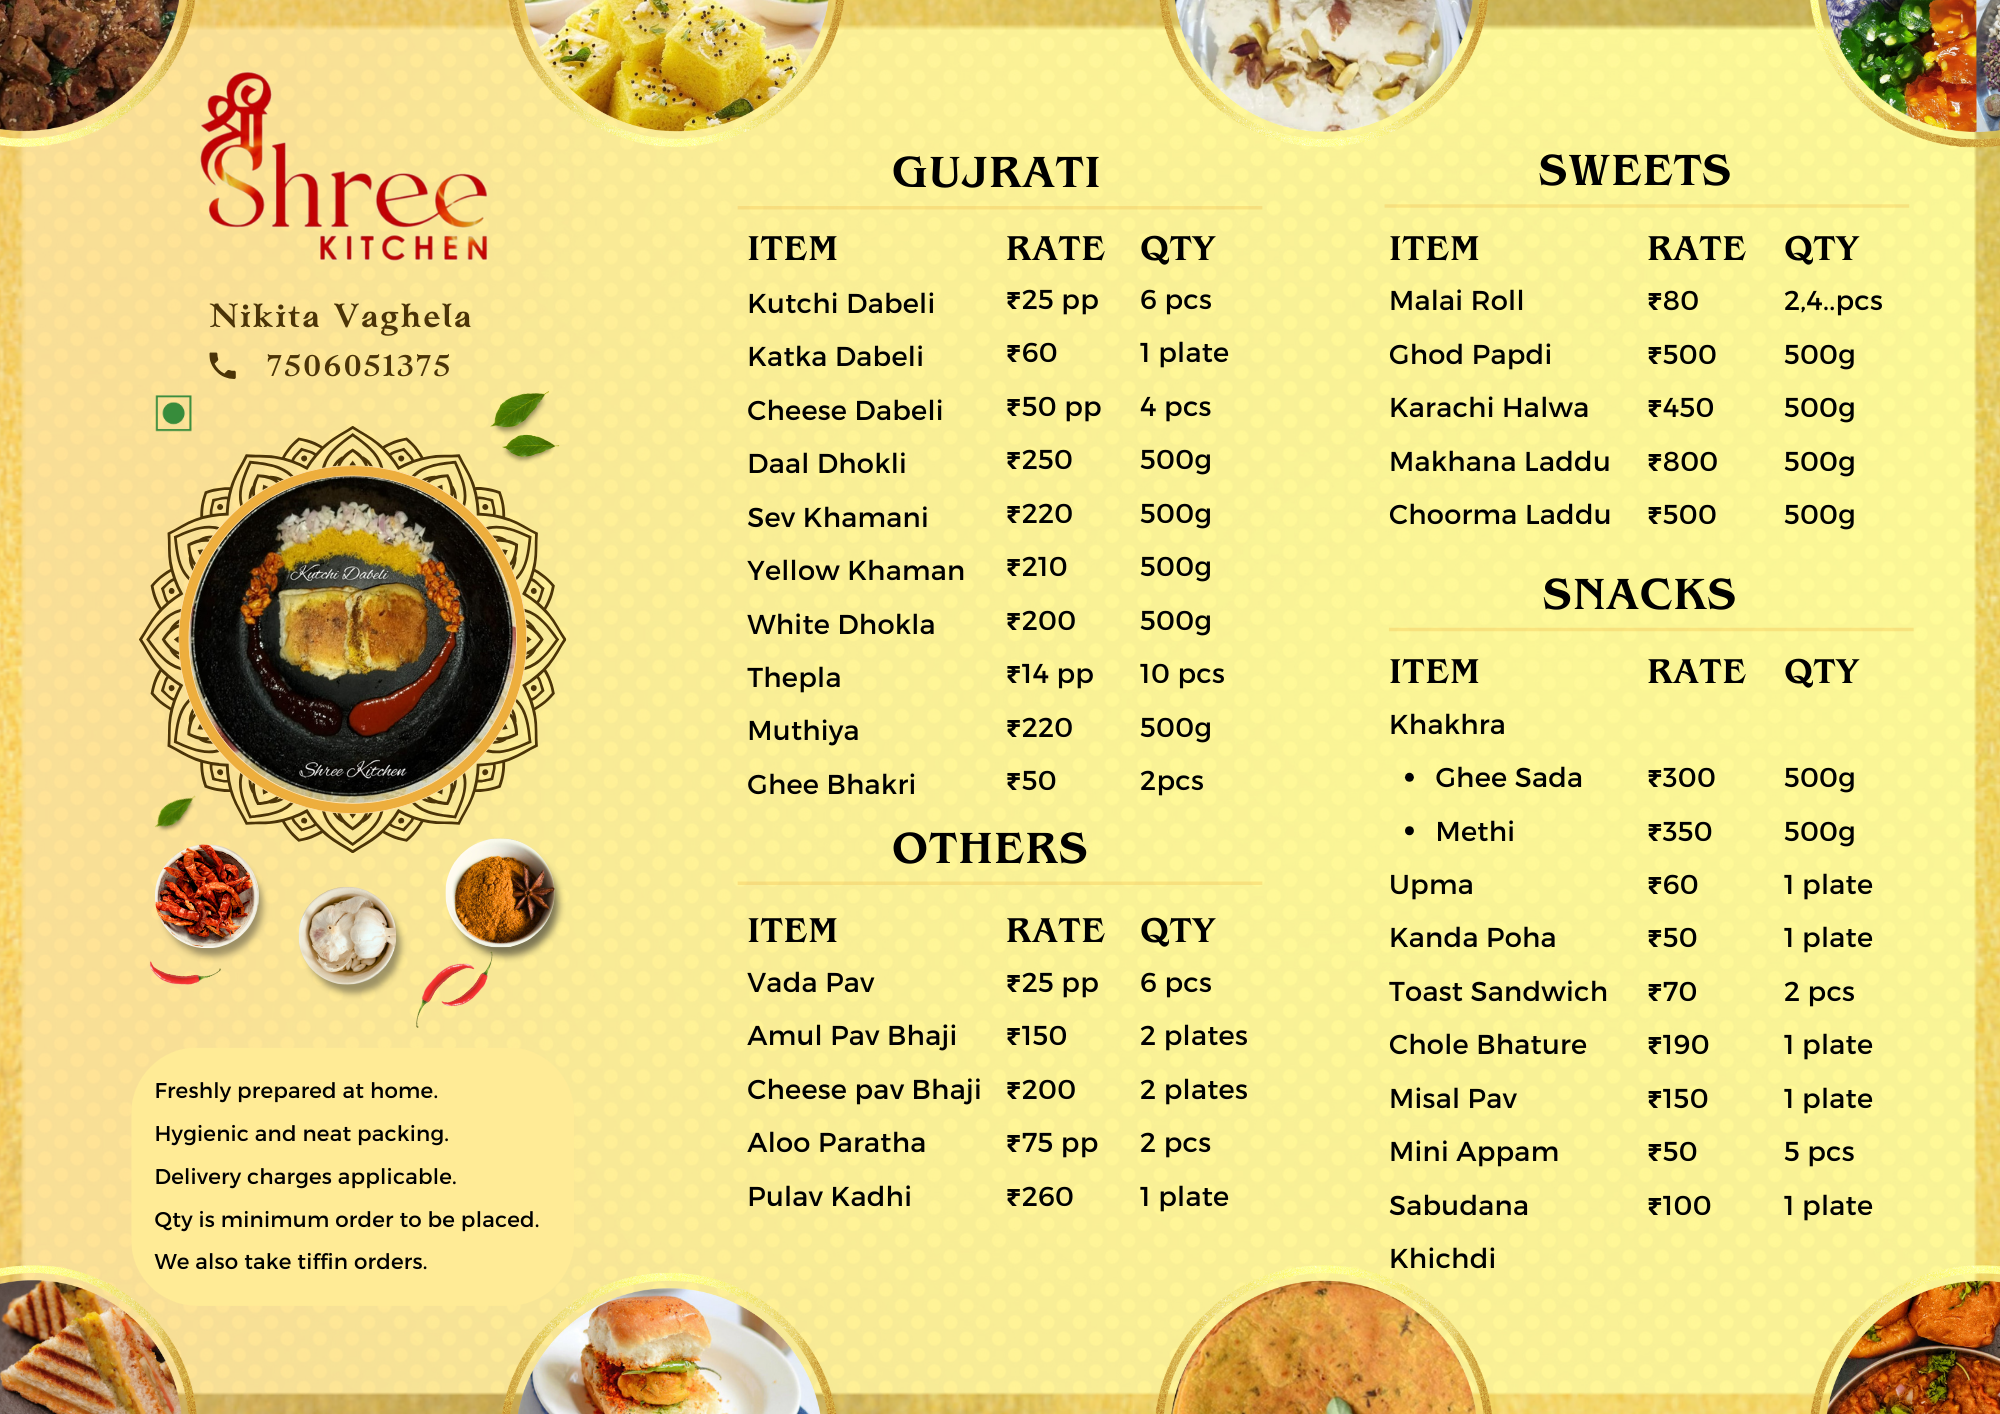 श्री
Shree
KITCHEN
Nikita Vaghela
7506051375
Kutchi Dabeli
Shree Kitchen
Freshly prepared at home.
Hygienic and neat packing.
Delivery charges applicable.
Qty is minimum order to be placed.
We also take tiffin orders.
GUJRATI
ITEM RATE QTY
Kutchi Dabeli ₹25 pp 6 pcs
Katka Dabeli ₹60 1 plate
Cheese Dabeli ₹50 pp 4 pcs
Daal Dhokli ₹250 500g
Sev Khamani ₹220 500g
Yellow Khaman ₹210 500g
White Dhokla ₹200 500g
Thepla ₹14 pp 10 pcs
Muthiya ₹220 500g
Ghee Bhakri ₹50 2pcs
OTHERS
ITEM RATE QTY
Vada Pav ₹25 pp 6 pcs
Amul Pav Bhaji ₹150 2 plates
Cheese pav Bhaji ₹200 2 plates
Aloo Paratha ₹75 pp 2 pcs
Pulav Kadhi ₹260 1 plate
SWEETS
ITEM RATE QTY
Malai Roll ₹80 2,4..pcs
Ghod Papdi ₹500 500g
Karachi Halwa ₹450 500g
Makhana Laddu ₹800 500g
Choorma Laddu ₹500 500g
SNACKS
ITEM RATE QTY
Khakhra
• Ghee Sada ₹300 500g
• Methi ₹350 500g
Upma ₹60 1 plate
Kanda Poha ₹50 1 plate
Toast Sandwich ₹70 2 pcs
Chole Bhature ₹190 1 plate
Misal Pav ₹150 1 plate
Mini Appam ₹50 5 pcs
Sabudana ₹100 1 plate
Khichdi